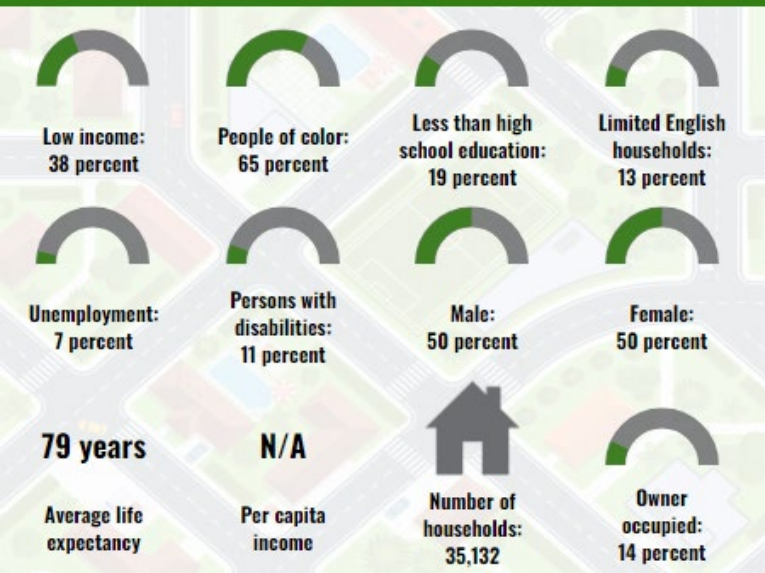 Low income:
38 percent
People of color:
65 percent
Less than high
school education:
19 percent
Limited English
households:
13 percent
Unemployment:
7 percent
Persons with
disabilities:
11 percent
Male:
50 percent
Female:
50 percent
79 years
Average life
expectancy
N/A
Per capita
income
Number of
households:
35,132
Owner
occupied:
14 percent